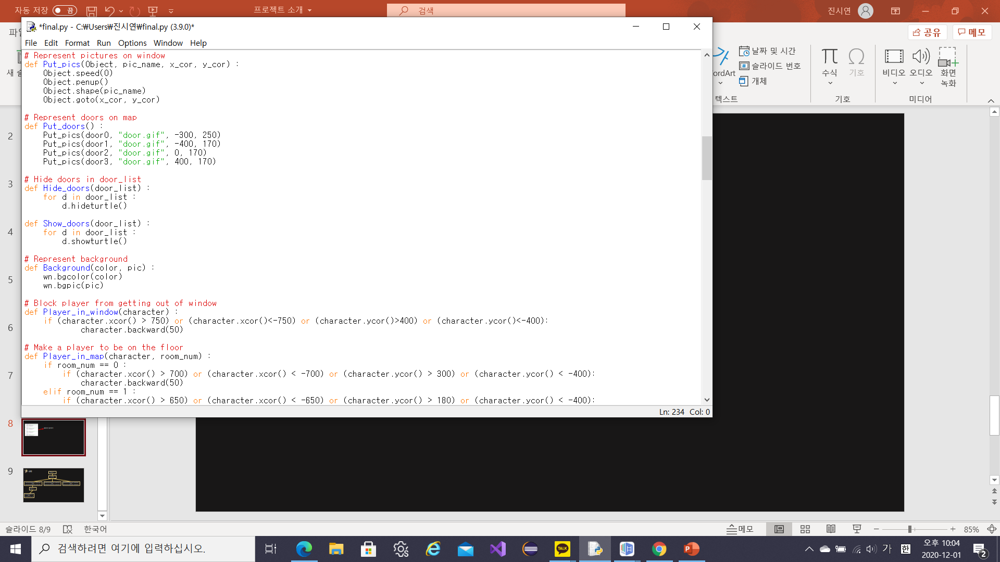 자동 저장 끔
프로젝트 소개
검색
진시연
*final.py - C:\Users\진시연\final.py (3.9.0)*
File Edit Format Run Options Window Help
공유
메모
# Represent pictures on window
def Put_pics(Object, pic_name, x_cor, y_cor) :
    Object.speed(0)
    Object.penup()
    Object.shape(pic_name)
    Object.goto(x_cor, y_cor)
# Represent doors on map
def Put_doors() :
    Put_pics(door0, "door.gif", -300, 250)
    Put_pics(door1, "door.gif", -400, 170)
    Put_pics(door2, "door.gif", 0, 170)
    Put_pics(door3, "door.gif", 400, 170)
# Hide doors in door_list
def Hide_doors(door_list) :
    for d in door_list :
        d.hideturtle()
def Show_doors(door_list) :
    for d in door_list :
        d.showturtle()
# Represent background
def Background(color, pic) :
    wn.bgcolor(color)
    wn.bgpic(pic)
# Block player from getting out of window
def Player_in_window(character) :
    if (character.xcor() > 750) or (character.xcor()<-750) or (character.ycor()>400) or (character.ycor()<-400):
            character.backward(50)
# Make a player to be on the floor
def Player_in_map(character, room_num) :
    if room_num == 0 :
        if (character.xcor() > 700) or (character.xcor() < -700) or (character.ycor() > 300) or (character.ycor() < -400):
            character.backward(50)
    elif room_num == 1 :
        if (character.xcor() > 650) or (character.xcor() < -650) or (character.ycor() > 180) or (character.ycor() < -400):
Ln: 234 Col: 0
새 슬
ordArt
날짜 및 시간
슬라이드 번호
개체
텍스트
수식
기호
기호
비디오
오디오
화면
녹화
미디어
2
3
4
5
6
7
8
9
슬라이드 8/9
한국어
메모
85%
검색하려면 여기에 입력하십시오.
TALK
가
한
오후 10:04
2020-12-01
2